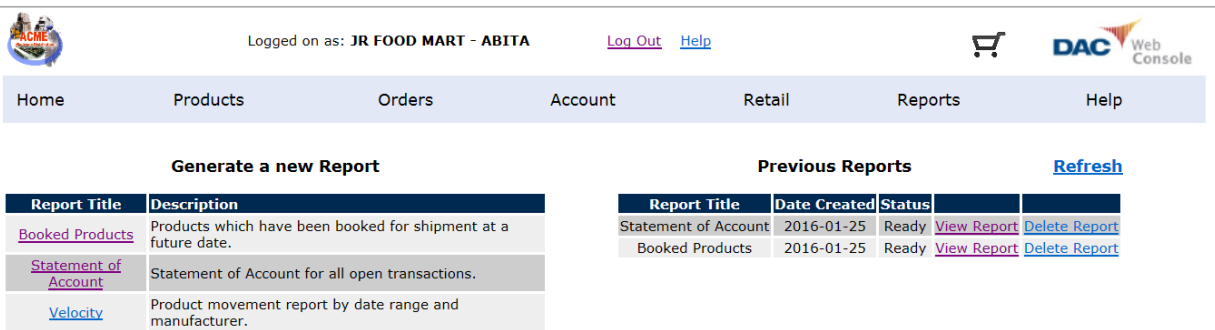 ACME
Logged on as: JR FOOD MART - ABITA
Log Out
Help
DAC Web Console
Home
Products
Orders
Account
Retail
Reports
Help
Generate a new Report
Report Title Description
Booked Products Products which have been booked for shipment at a
future date.
Statement of
Account Statement of Account for all open transactions.
Velocity Product movement report by date range and
manufacturer.
Previous Reports
Refresh
Report Title Date Created Status
Statement of Account 2016-01-25 Ready View Report Delete Report
Booked Products 2016-01-25 Ready View Report Delete Report